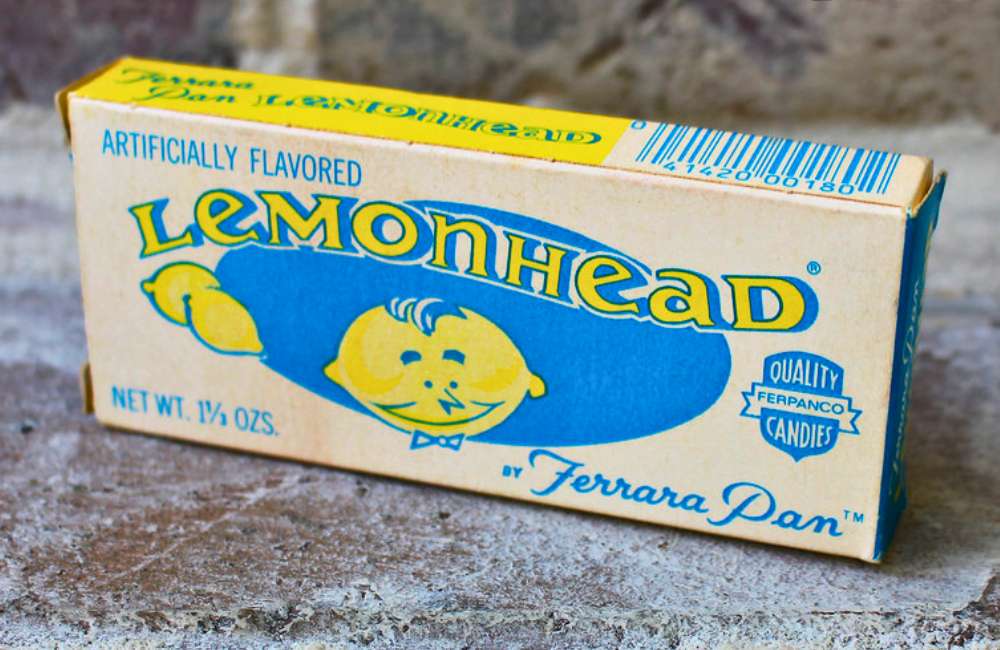 Ferrara
Pan LEMONHEAD
0 41420 00180
ARTIFICIALLY FLAVORED
LEMONHEAD®
QUALITY
FERPANCO
CANDIES
NET WT. 1⅓ OZS.
BY Ferrara Pan™